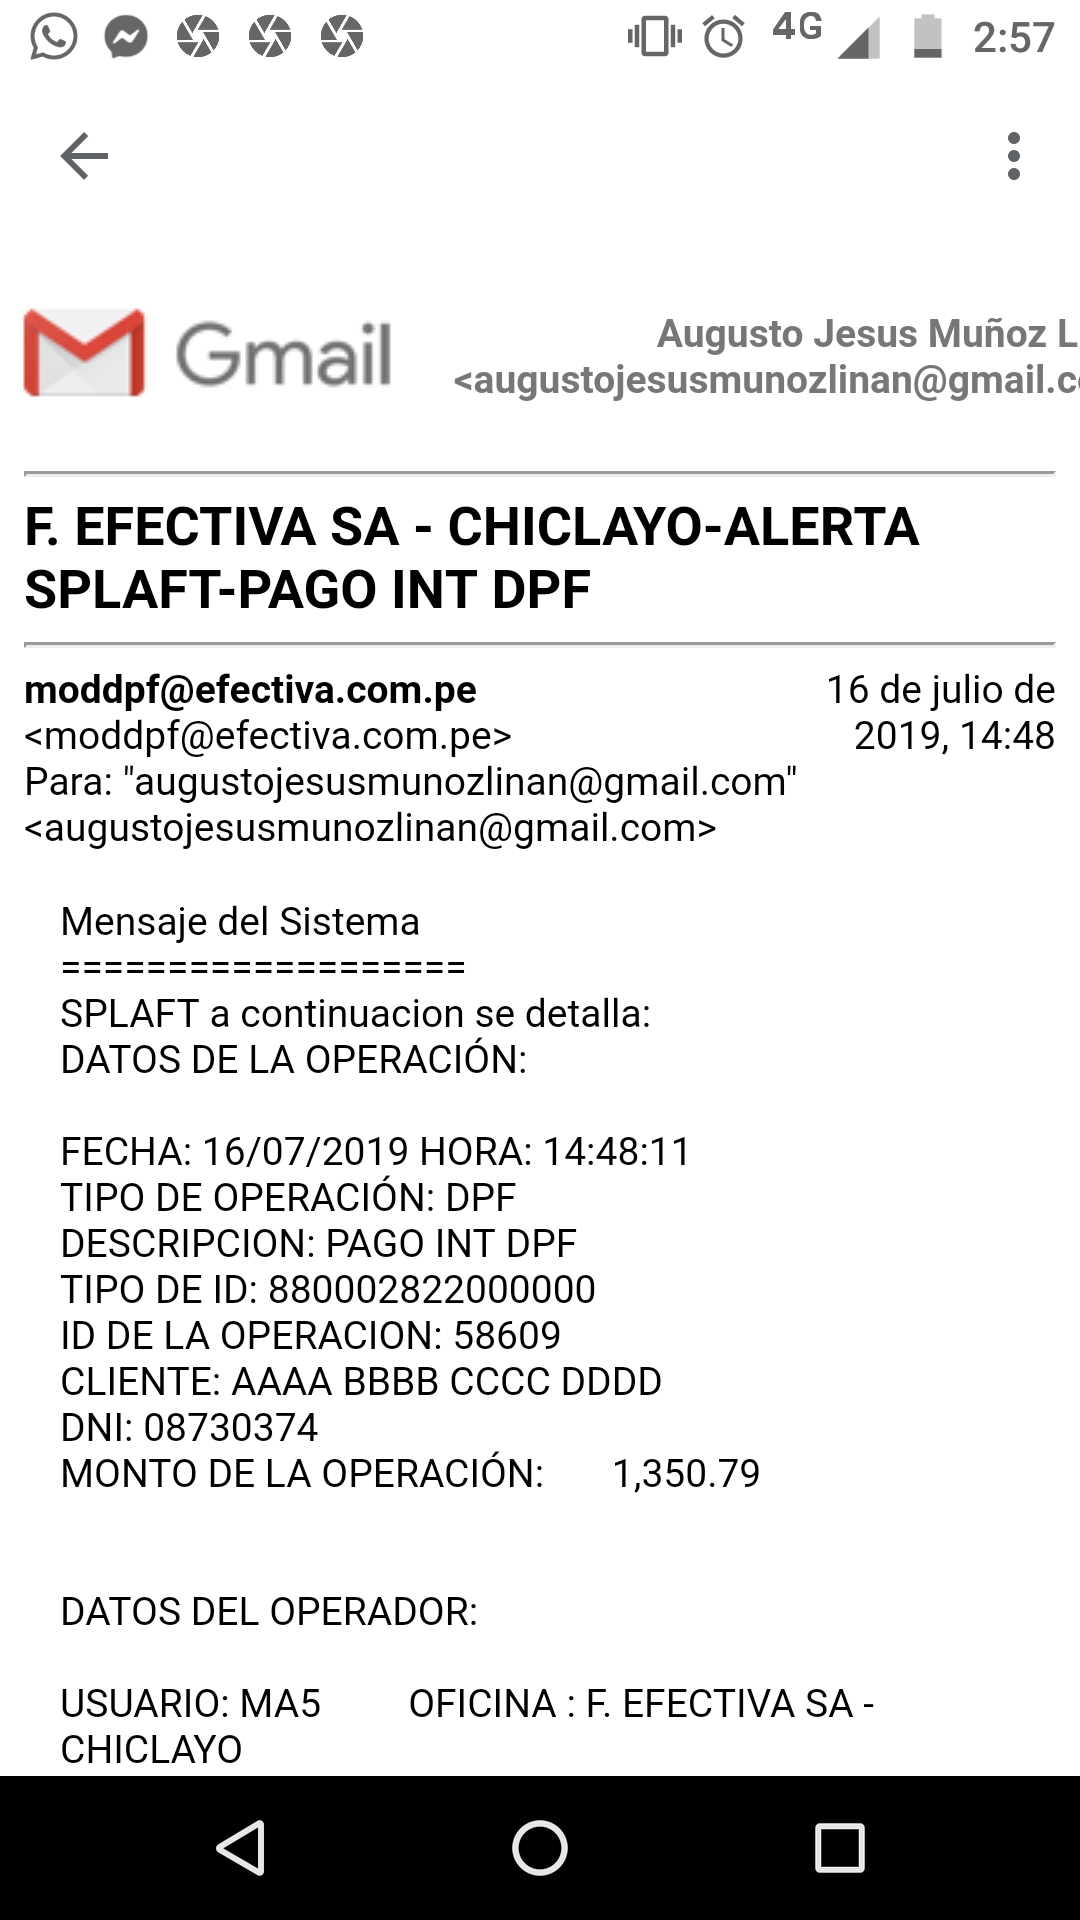 4G 2:57
Gmail
Augusto Jesus Muñoz L
<augustojesusmunozlinan@gmail.c
F. EFECTIVA SA - CHICLAYO-ALERTA
SPLAFT-PAGO INT DPF
moddpf@efectiva.com.pe 16 de julio de
<moddpf@efectiva.com.pe> 2019, 14:48
Para: "augustojesusmunozlinan@gmail.com"
<augustojesusmunozlinan@gmail.com>
Mensaje del Sistema
===================
SPLAFT a continuacion se detalla:
DATOS DE LA OPERACIÓN:
FECHA: 16/07/2019 HORA: 14:48:11
TIPO DE OPERACIÓN: DPF
DESCRIPCION: PAGO INT DPF
TIPO DE ID: 880002822000000
ID DE LA OPERACION: 58609
CLIENTE: AAAA BBBB CCCC DDDD
DNI: 08730374
MONTO DE LA OPERACIÓN: 1,350.79
DATOS DEL OPERADOR:
USUARIO: MA5 OFICINA : F. EFECTIVA SA -
CHICLAYO